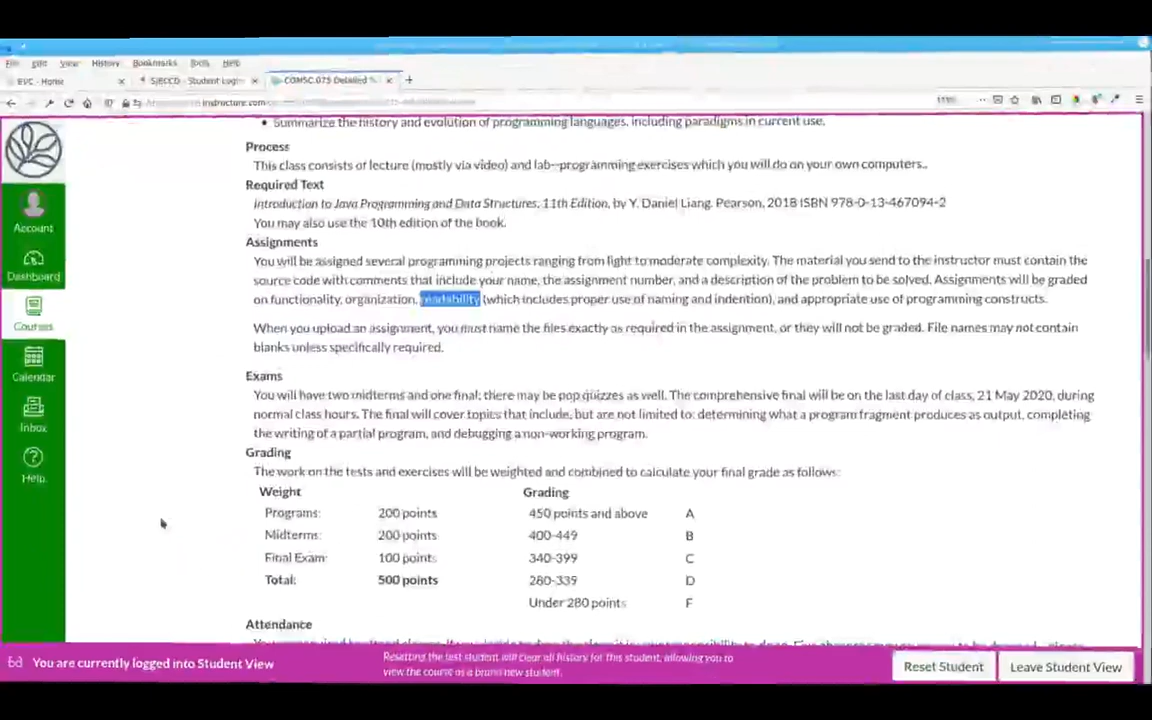 File Edit View History Bookmarks Tools Help
EVC - Home
SJECCD - Student Log
COMSC.075 Detailed
instructure.com
• Summarize the history and evolution of programming languages, including paradigms in current use.
Process
This class consists of lecture (mostly via video) and lab--programming exercises which you will do on your own computers..
Required Text
Introduction to Java Programming and Data Structures, 11th Edition, by Y. Daniel Liang. Pearson, 2018 ISBN 978-0-13-467094-2
You may also use the 10th edition of the book.
Assignments
You will be assigned several programming projects ranging from light to moderate complexity. The material you send to the instructor must contain the
source code with comments that include your name, the assignment number, and a description of the problem to be solved. Assignments will be graded
on functionality, organization, readability (which includes proper use of naming and indention), and appropriate use of programming constructs.
When you upload an assignment, you must name the files exactly as required in the assignment, or they will not be graded. File names may not contain
blanks unless specifically required.
Exams
You will have two midterms and one final; there may be pop quizzes as well. The comprehensive final will be on the last day of class, 21 May 2020, during
normal class hours. The final will cover topics that include, but are not limited to: determining what a program fragment produces as output, completing
the writing of a partial program, and debugging a non-working program.
Grading
The work on the tests and exercises will be weighted and combined to calculate your final grade as follows:
Weight Grading
Programs: 200 points 450 points and above A
Midterms: 200 points 400-449 B
Final Exam: 100 points 340-399 C
Total: 500 points 280-339 D
Under 280 points F
Attendance
Account
Dashboard
Courses
Calendar
Inbox
Help
You are currently logged into Student View
Resetting the test student will clear all history for this student, allowing you to
view the course as a brand new student.
Reset Student
Leave Student View